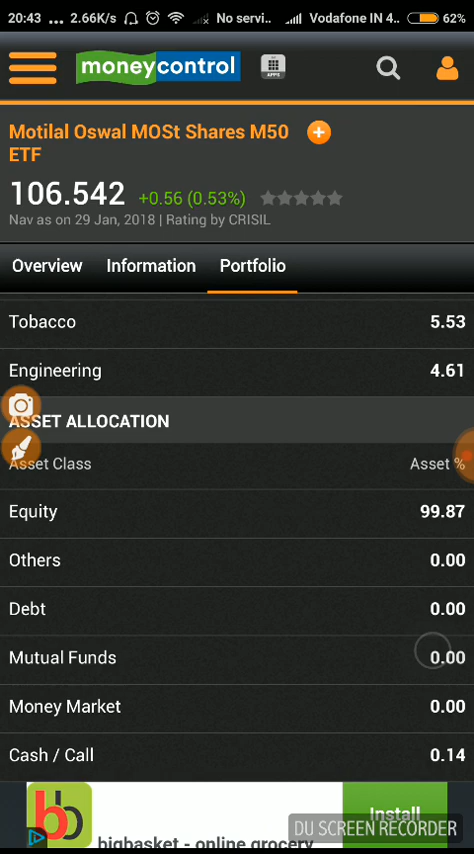 20:43 ... 2.66K/s No servi.. Vodafone IN 4.. 62%
moneycontrol
APPS
Motilal Oswal MOSt Shares M50
ETF
106.542 +0.56 (0.53%)
Nav as on 29 Jan, 2018 | Rating by CRISIL
Overview Information Portfolio
Tobacco 5.53
Engineering 4.61
ASSET ALLOCATION
Asset Class Asset %
Equity 99.87
Others 0.00
Debt 0.00
Mutual Funds 0.00
Money Market 0.00
Cash / Call 0.14
bb
Install
bigbasket - online grocery
DU SCREEN RECORDER